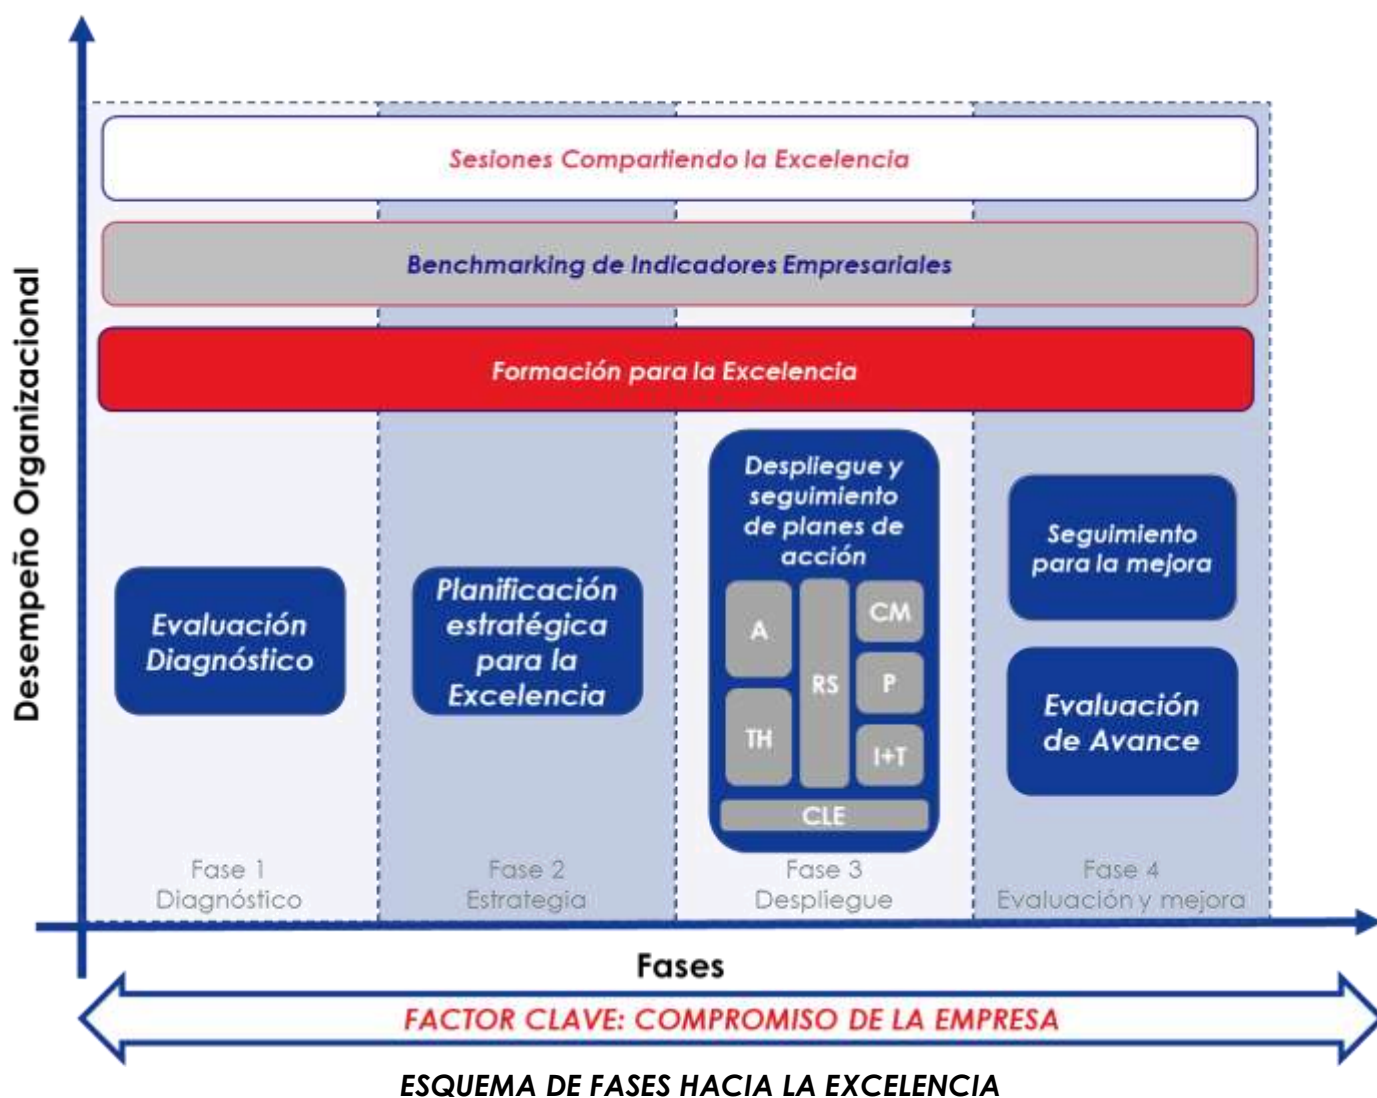 Desempeño Organizacional
Sesiones Compartiendo la Excelencia
Benchmarking de Indicadores Empresariales
Formación para la Excelencia
Evaluación
Diagnóstico
Planificación
estratégica
para la
Excelencia
Despliegue y
seguimiento
de planes de
acción
A
TH
RS
CM
P
I+T
CLE
Seguimiento
para la mejora
Evaluación
de Avance
Fase 1
Diagnóstico
Fase 2
Estrategia
Fase 3
Despliegue
Fase 4
Evaluación y mejora
Fases
FACTOR CLAVE: COMPROMISO DE LA EMPRESA
ESQUEMA DE FASES HACIA LA EXCELENCIA